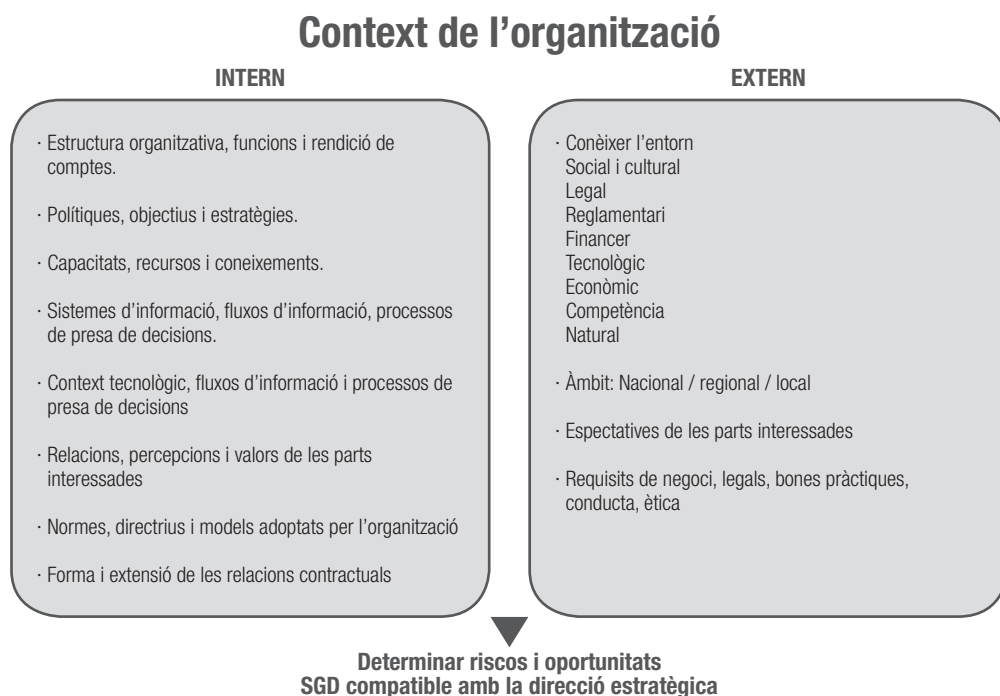 Context de l’organització
INTERN
· Estructura organitzativa, funcions i rendició de
comptes.
· Polítiques, objectius i estratègies.
· Capacitats, recursos i coneixements.
· Sistemes d’informació, fluxos d’informació, processos
de presa de decisions.
· Context tecnològic, fluxos d’informació i processos de
presa de decisions
· Relacions, percepcions i valors de les parts
interessades
· Normes, directrius i models adoptats per l’organització
· Forma i extensió de les relacions contractuals
EXTERN
· Conèixer l’entorn
Social i cultural
Legal
Reglamentari
Financer
Tecnològic
Econòmic
Competència
Natural
· Àmbit: Nacional / regional / local
· Espectatives de les parts interessades
· Requisits de negoci, legals, bones pràctiques,
conducta, ètica
Determinar riscos i oportunitats
SGD compatible amb la direcció estratègica